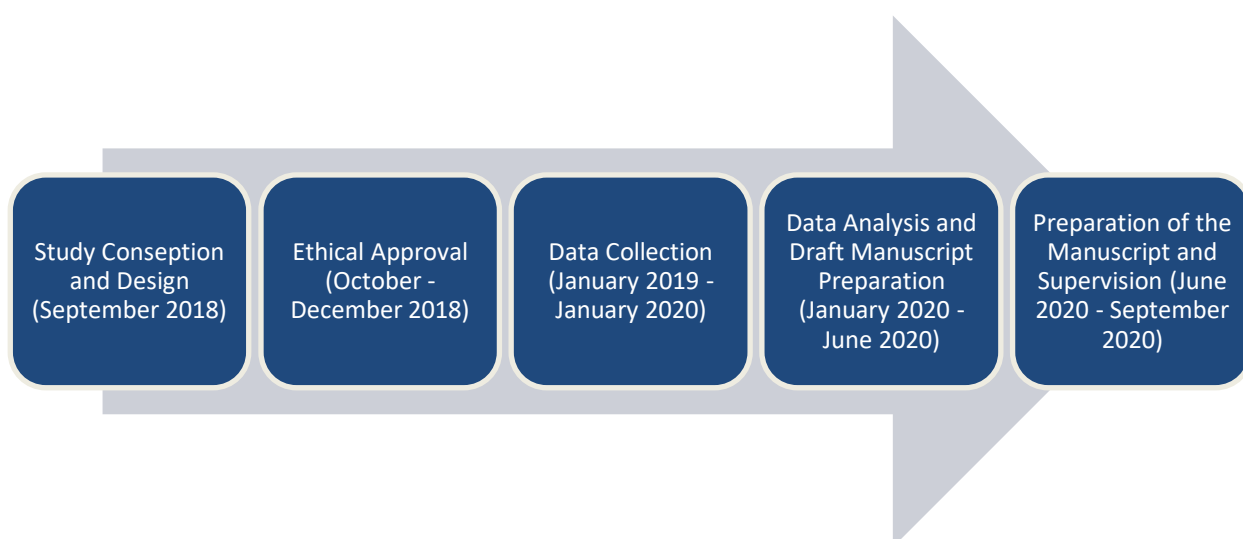 Study Conseption
and Design
(September 2018)
Ethical Approval
(October -
December 2018)
Data Collection
(January 2019 -
January 2020)
Data Analysis and
Draft Manuscript
Preparation
(January 2020 -
June 2020)
Preparation of the
Manuscript and
Supervision (June
2020 - September
2020)